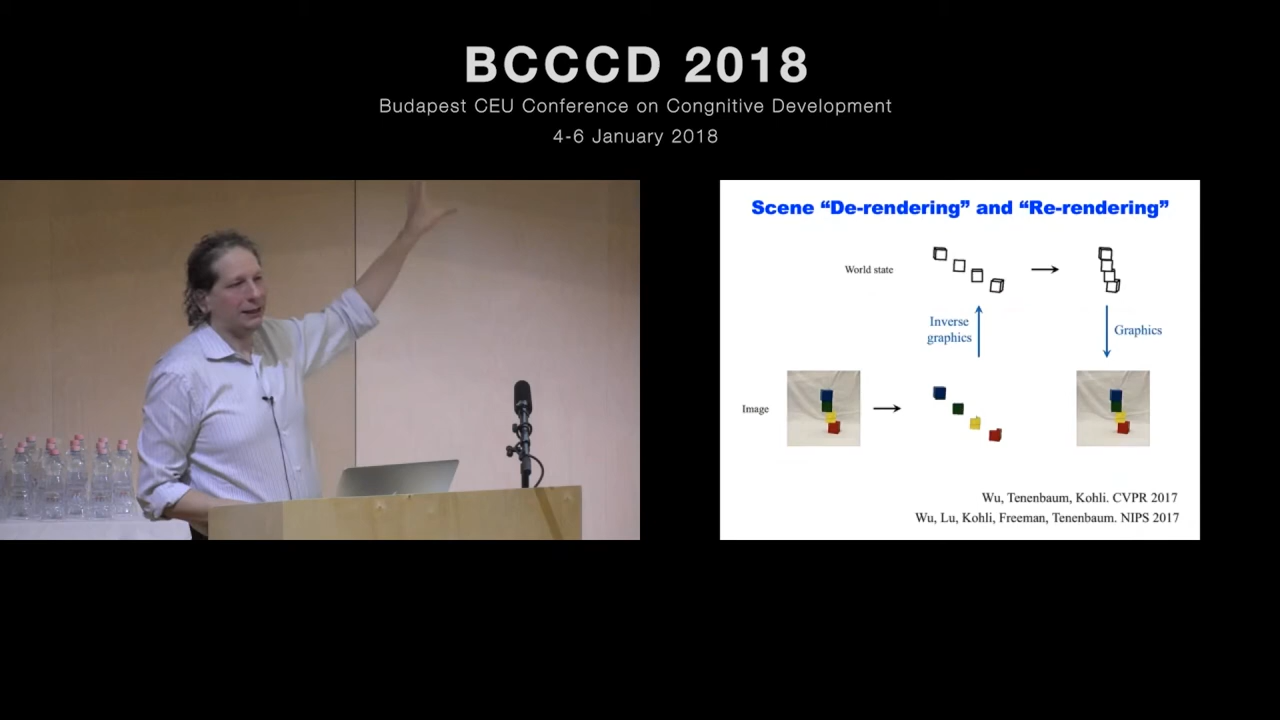 BCCCD 2018
Budapest CEU Conference on Congnitive Development
4-6 January 2018
Scene “De-rendering” and “Re-rendering”
World state
Inverse
graphics
Graphics
Image
Wu, Tenenbaum, Kohli. CVPR 2017
Wu, Lu, Kohli, Freeman, Tenenbaum. NIPS 2017